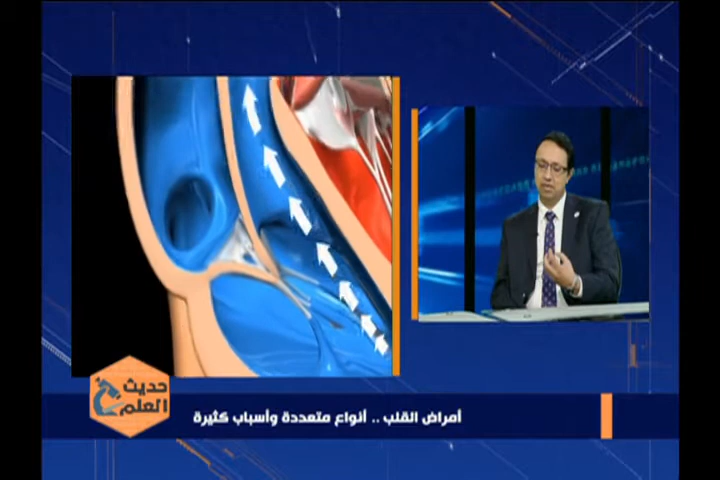 حديث
العلم
أمراض القلب .. أنواع متعددة وأسباب كثيرة